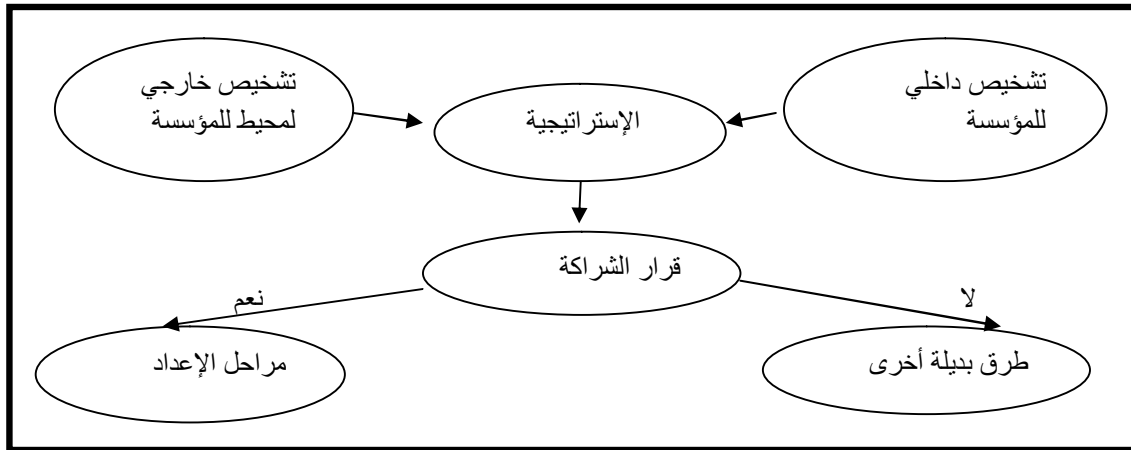 تشخيص داخلي
للمؤسسة
تشخيص خارجي
لمحيط للمؤسسة
الإستراتيجية
قرار الشراكة
لا
نعم
طرق بديلة أخرى
مراحل الإعداد